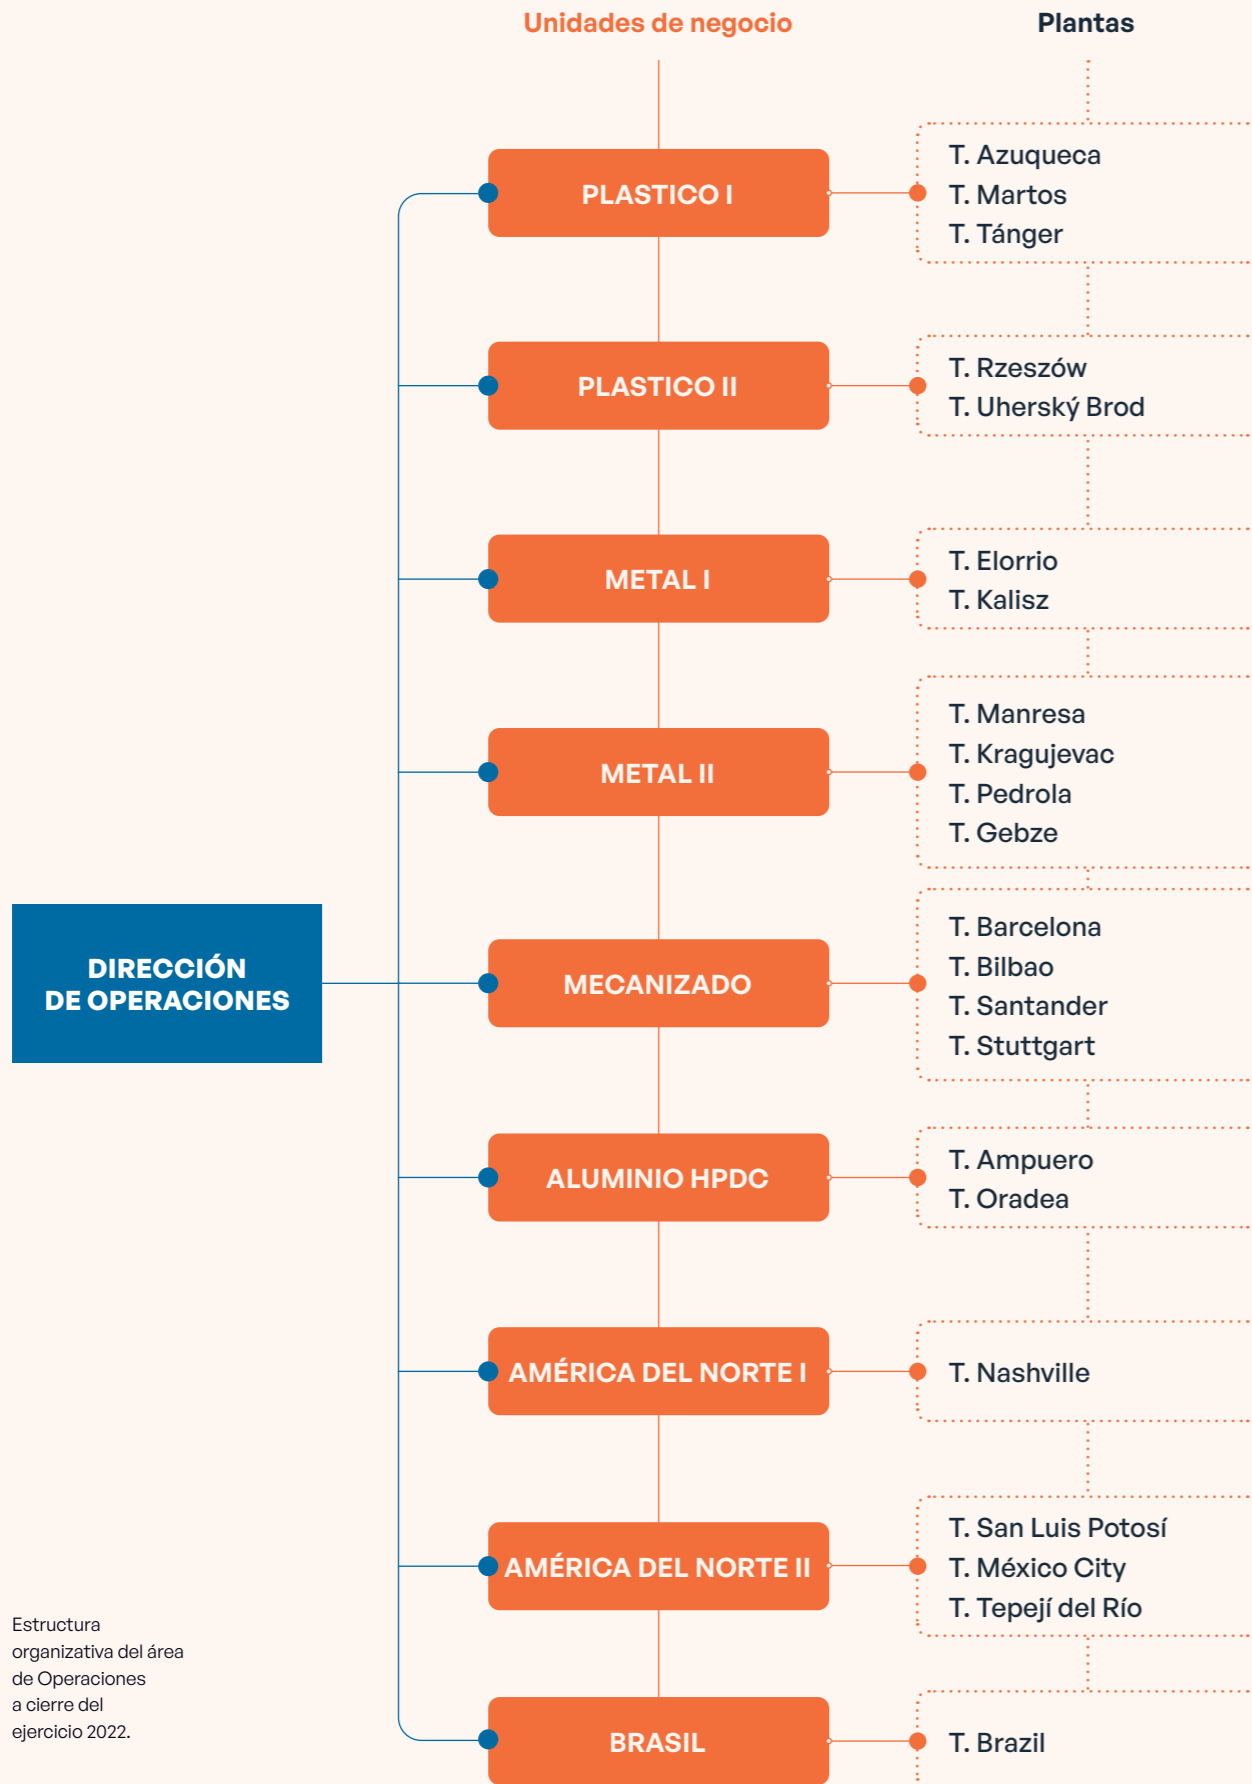 Unidades de negocio
Plantas
PLASTICO I
T. Azuqueca
T. Martos
T. Tánger
PLASTICO II
T. Rzeszów
T. Uherský Brod
METAL I
T. Elorrio
T. Kalisz
METAL II
T. Manresa
T. Kragujevac
T. Pedrola
T. Gebze
DIRECCIÓN
DE OPERACIONES
MECANIZADO
T. Barcelona
T. Bilbao
T. Santander
T. Stuttgart
ALUMINIO HPDC
T. Ampuero
T. Oradea
AMÉRICA DEL NORTE I
T. Nashville
AMÉRICA DEL NORTE II
T. San Luis Potosí
T. México City
T. Tepejí del Río
BRASIL
T. Brazil
Estructura
organizativa del área
de Operaciones
a cierre del
ejercicio 2022.